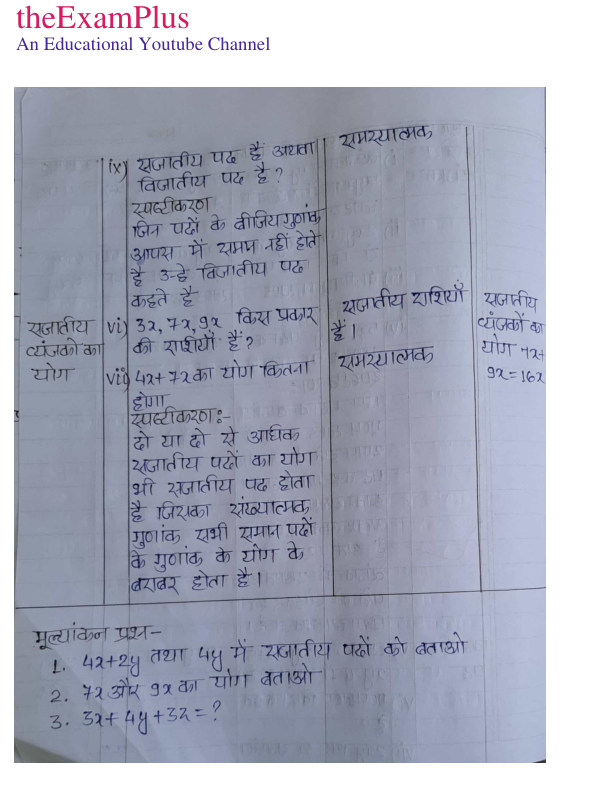 theExamPlus
An Educational Youtube Channel
ix) सजातीय पद हैं अथवा
विजातीय पद है?
स्पष्टीकरण
जिन पदों के बीजियगुणांक
आपस में समान नहीं होते
है उन्हे विजातीय पद
कहते है
समस्यात्मक
सजातीय
व्यंजको का
योग
vi) 3x, 7x, 9x किस प्रकार
की राशियाँ हैं?
vii) 4x+7x का योग कितना
होगा
स्पष्टीकरण:-
दो या दो से अधिक
सजातीय पदों का योग
भी सजातीय पद होता
है जिसका संख्यात्मक
गुणांक सभी समान पदों
के गुणांक के योग के
बराबर होता है।
सजातीय राशियाँ
हैं।
समस्यात्मक
सजातीय
व्यंजकों का
योग 7x+
9x=16x
मूल्यांकन प्रश्न-
1. 4x+2y तथा 4y में सजातीय पदों को बताओ
2. 7x और 9x का योग बताओ
3. 3x+4y+3x=?